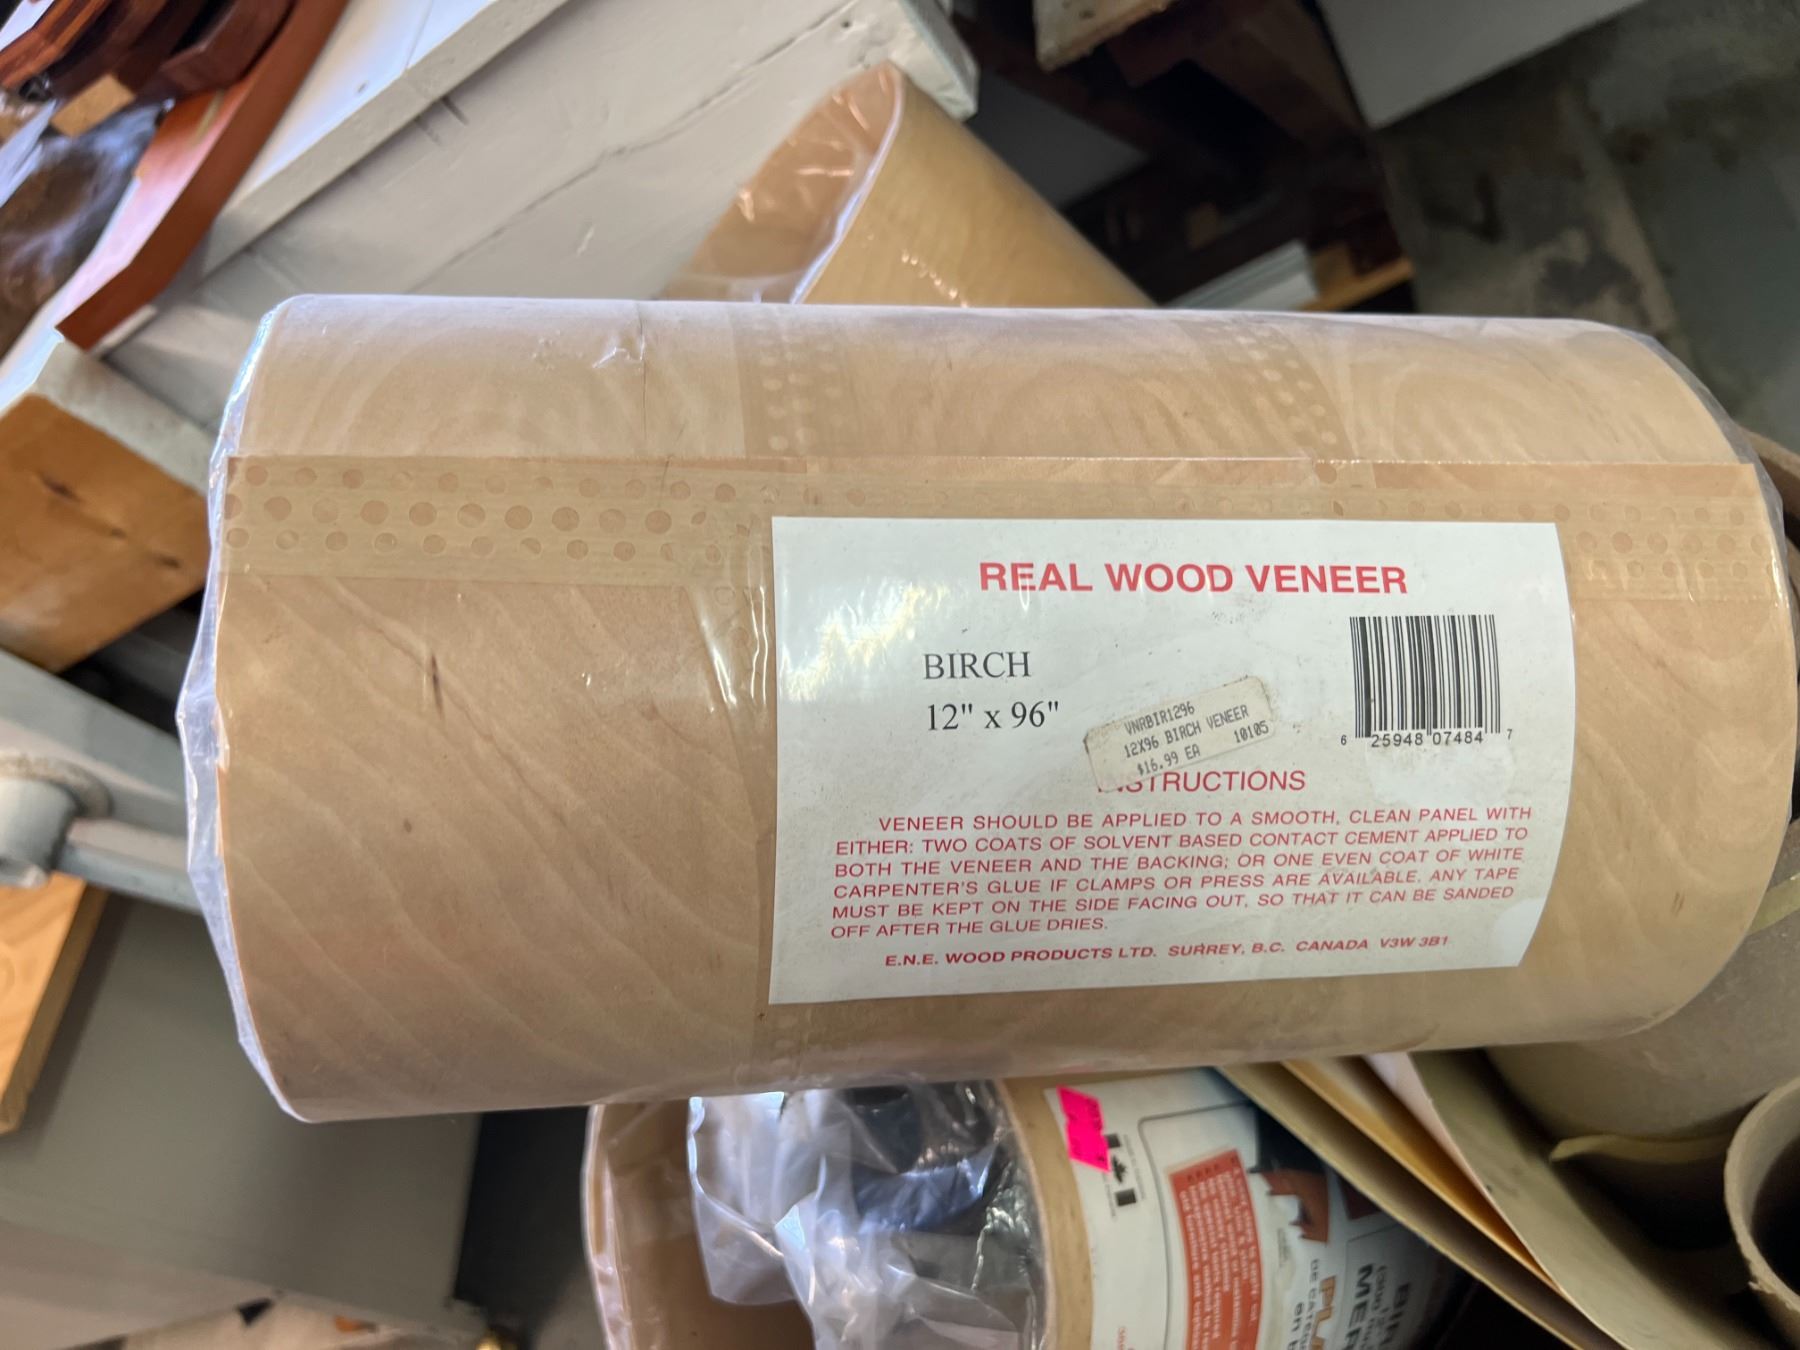 REAL WOOD VENEER
BIRCH
12" x 96"
VNRBIR1296
12X96 BIRCH VENEER
$16.99 EA 10105
6 25948 07484 7
INSTRUCTIONS
VENEER SHOULD BE APPLIED TO A SMOOTH, CLEAN PANEL WITH
EITHER: TWO COATS OF SOLVENT BASED CONTACT CEMENT APPLIED TO
BOTH THE VENEER AND THE BACKING; OR ONE EVEN COAT OF WHITE
CARPENTER'S GLUE IF CLAMPS OR PRESS ARE AVAILABLE. ANY TAPE
MUST BE KEPT ON THE SIDE FACING OUT, SO THAT IT CAN BE SANDED
OFF AFTER THE GLUE DRIES.
E.N.E. WOOD PRODUCTS LTD. SURREY, B.C. CANADA V3W 3B1